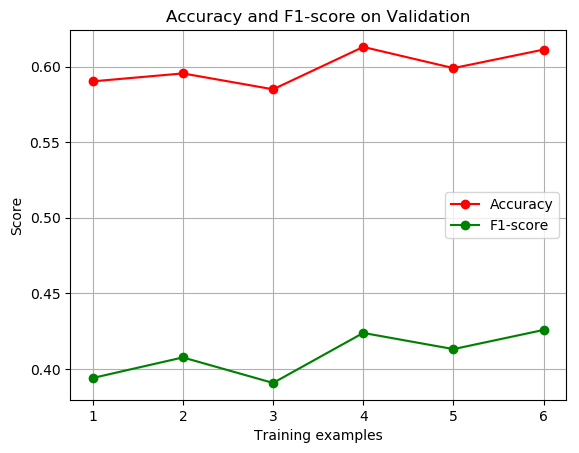 Accuracy and F1-score on Validation
0.60
0.55
0.50
0.45
0.40
Score
Accuracy
F1-score
1 2 3 4 5 6
Training examples